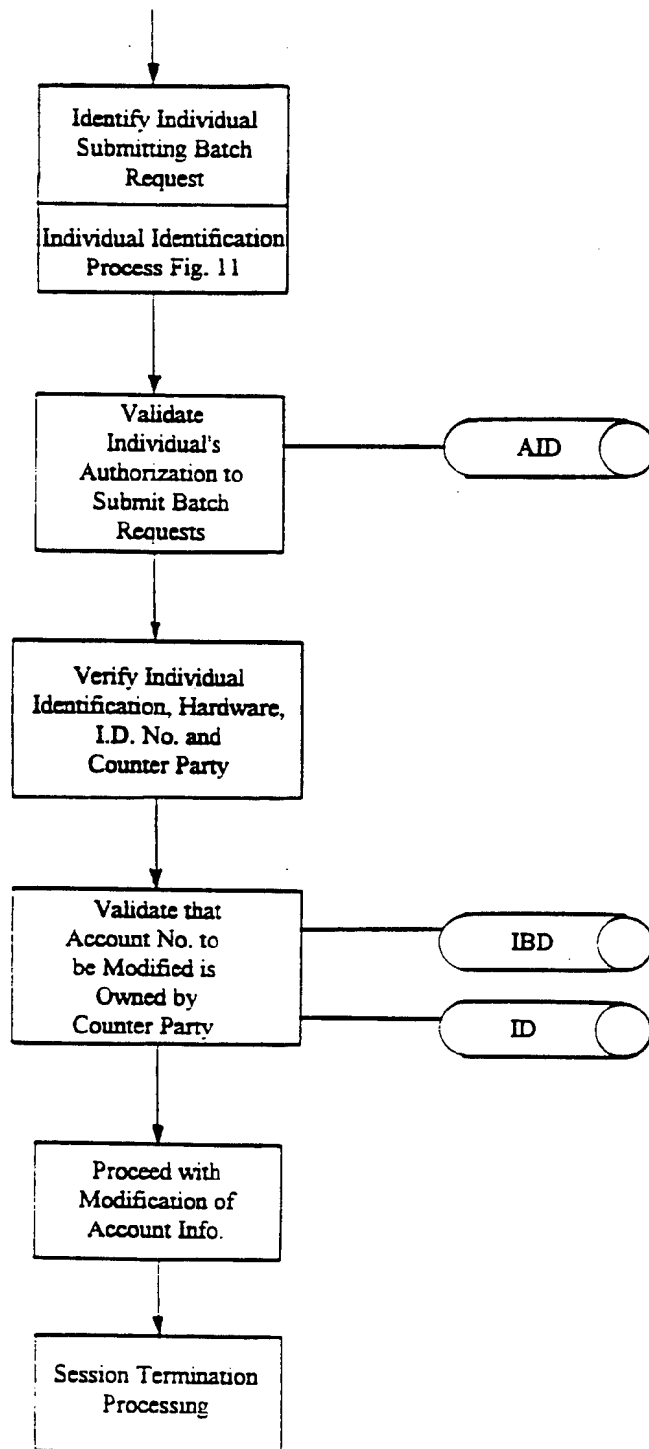 Identify Individual
Submitting Batch
Request
Individual Identification
Process Fig. 11
Validate
Individual's
Authorization to
Submit Batch
Requests
AID
Verify Individual
Identification, Hardware,
I.D. No. and
Counter Party
Validate that
Account No. to
be Modified is
Owned by
Counter Party
IBD
ID
Proceed with
Modification of
Account Info.
Session Termination
Processing